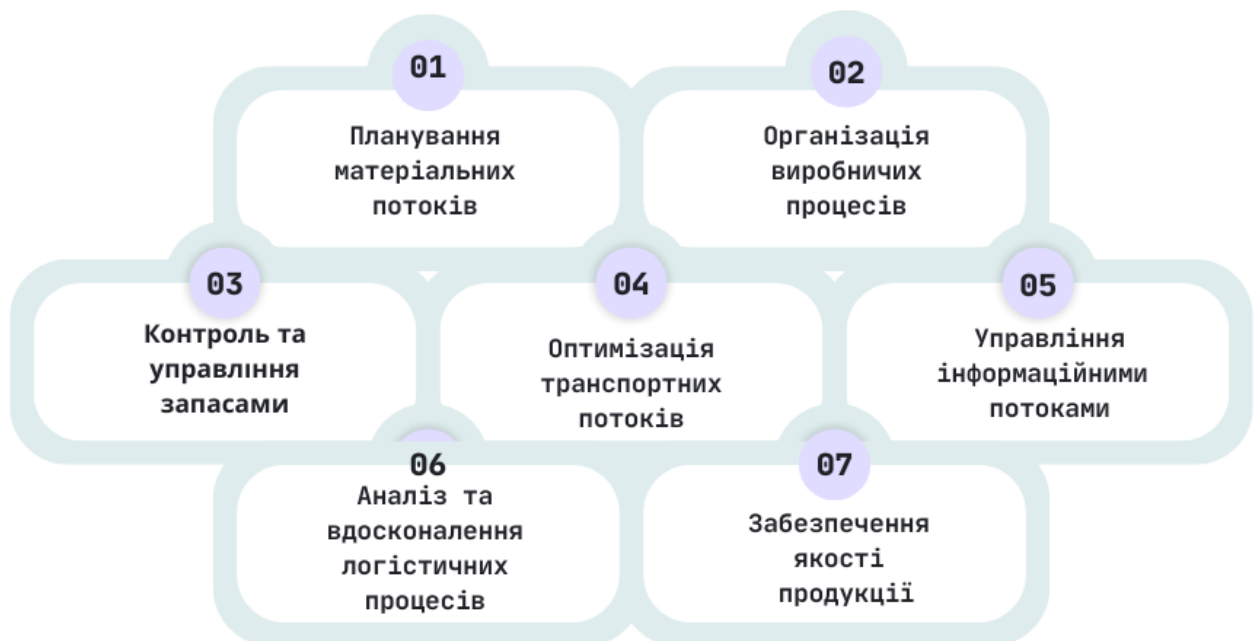 01
Планування
матеріальних
потоків
02
Організація
виробничих
процесів
03
Контроль та
управління
запасами
04
Оптимізація
транспортних
потоків
05
Управління
інформаційними
потоками
06
Аналіз та
вдосконалення
логістичних
процесів
07
Забезпечення
якості
продукції